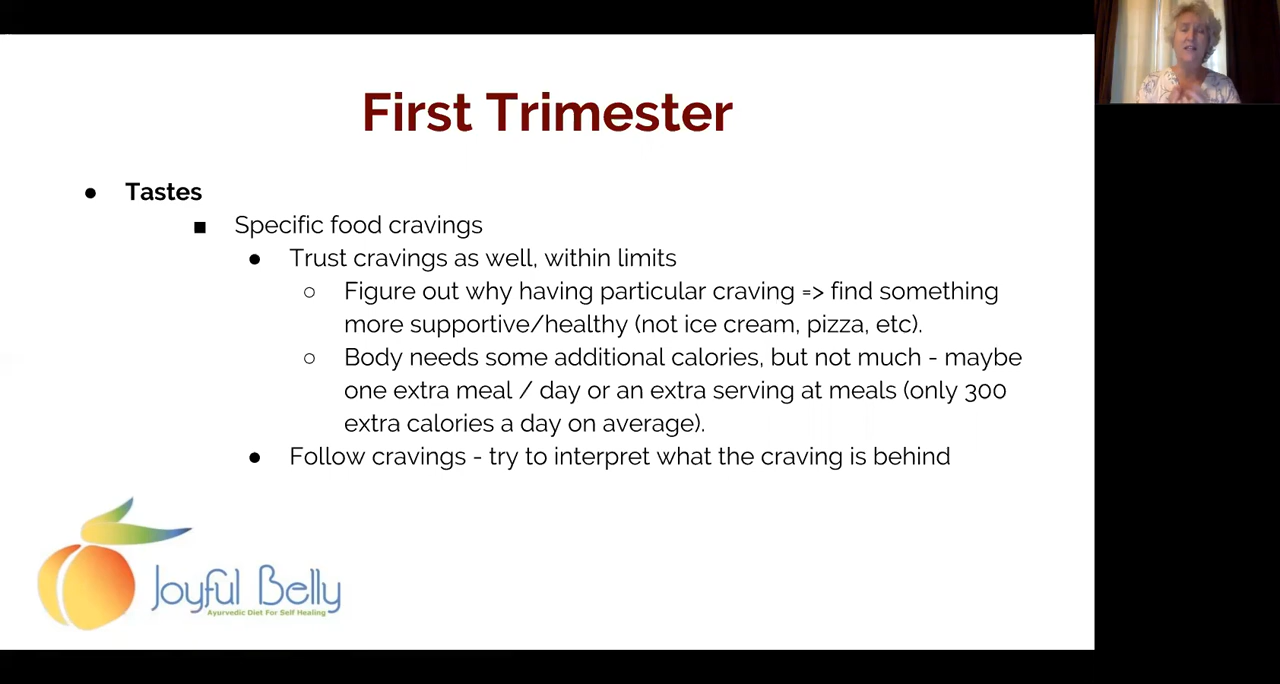 First Trimester
● Tastes
■ Specific food cravings
● Trust cravings as well, within limits
○ Figure out why having particular craving => find something
more supportive/healthy (not ice cream, pizza, etc).
○ Body needs some additional calories, but not much - maybe
one extra meal / day or an extra serving at meals (only 300
extra calories a day on average).
● Follow cravings - try to interpret what the craving is behind
Joyful Belly
Ayurvedic Diet For Self Healing